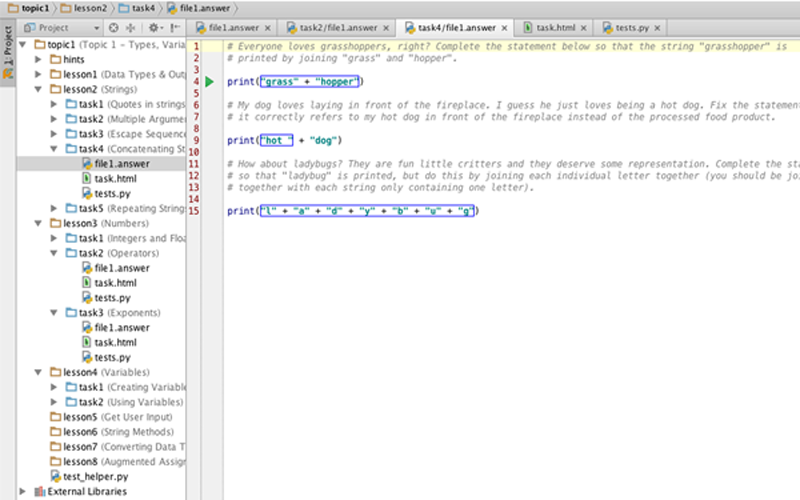 topic1 lesson2 task4 file1.answer
1: Project
Project
file1.answer task2/file1.answer task4/file1.answer task.html tests.py
topic1 (Topic 1 - Types, Varia
hints
lesson1 (Data Types & Outp
lesson2 (Strings)
task1 (Quotes in strings
task2 (Multiple Argume
task3 (Escape Sequenc
task4 (Concatenating St
file1.answer
task.html
tests.py
task5 (Repeating String
lesson3 (Numbers)
task1 (Integers and Floa
task2 (Operators)
file1.answer
task.html
tests.py
task3 (Exponents)
file1.answer
task.html
tests.py
lesson4 (Variables)
task1 (Creating Variabl
task2 (Using Variables)
lesson5 (Get User Input)
lesson6 (String Methods)
lesson7 (Converting Data T
lesson8 (Augmented Assign
test_helper.py
External Libraries
1 # Everyone loves grasshoppers, right? Complete the statement below so that the string "grasshopper" is
2 # printed by joining "grass" and "hopper".
3
4 print("grass" + "hopper")
5
6 # My dog loves laying in front of the fireplace. I guess he just loves being a hot dog. Fix the statemen
7 # it correctly refers to my hot dog in front of the fireplace instead of the processed food product.
8
9 print("hot " + "dog")
10
11 # How about ladybugs? They are fun little critters and they deserve some representation. Complete the sta
12 # so that "ladybug" is printed, but do this by joining each individual letter together (you should be joi
13 # together with each string only containing one letter).
14
15 print("l" + "a" + "d" + "y" + "b" + "u" + "g")